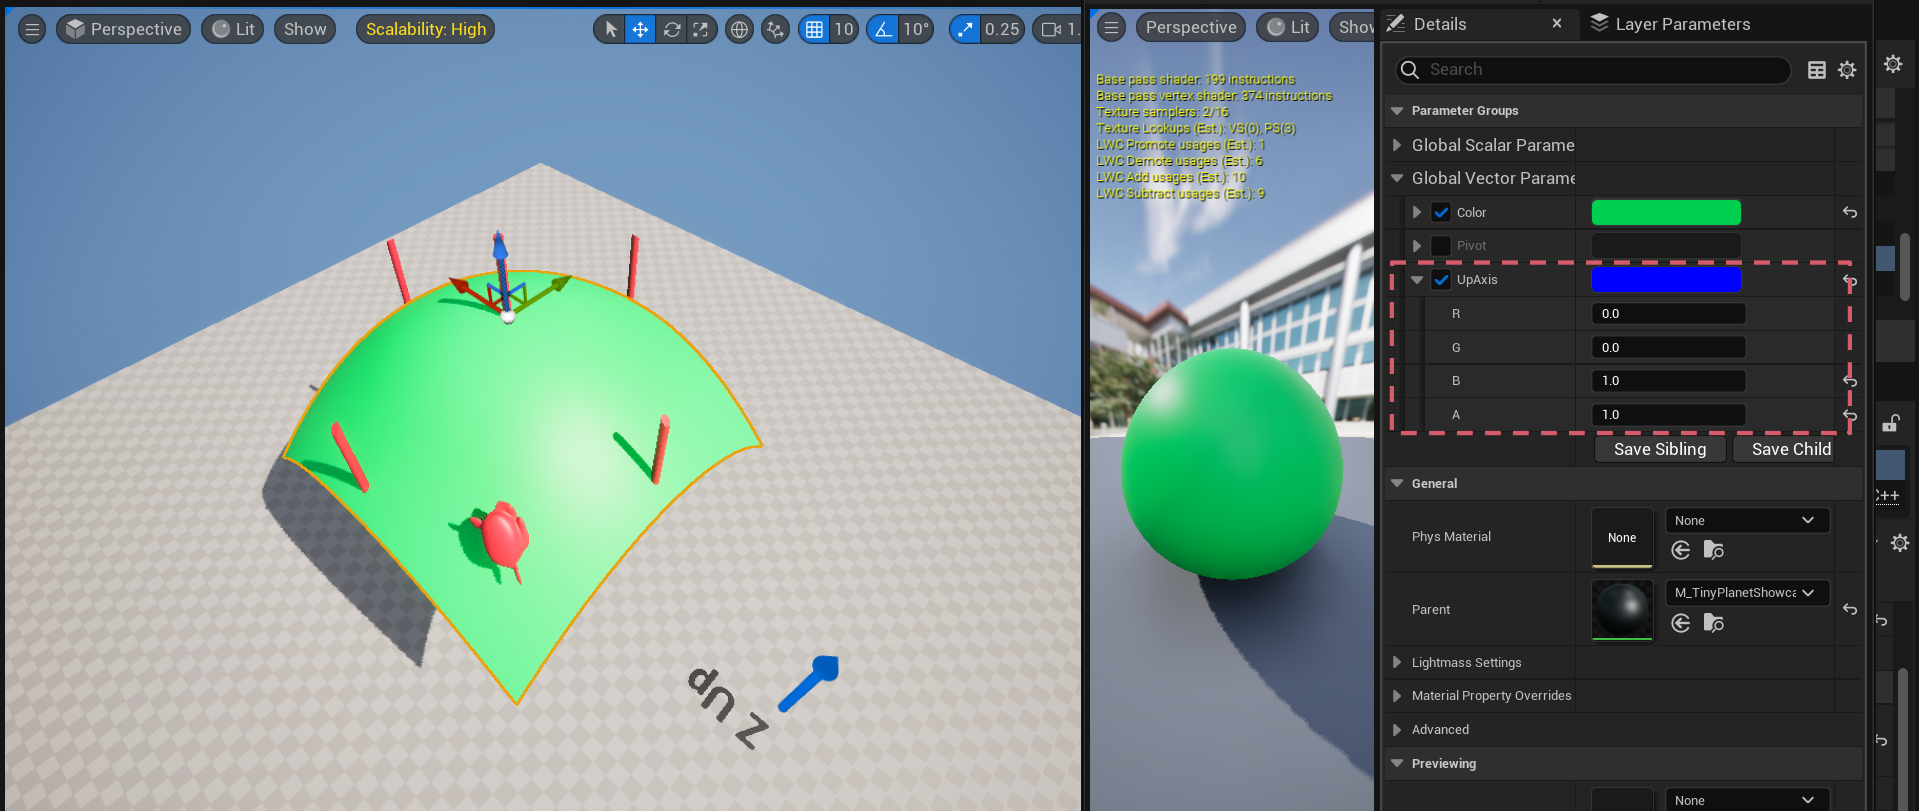 Perspective
Lit
Show
Scalability: High
10
10°
0.25
1.
Z Up
Perspective
Lit
Show
Base pass shader: 199 instructions
Base pass vertex shader: 374 instructions
Texture samplers: 2/16
Texture Lookups (Est.): VS(0), PS(3)
LWC Promote usages (Est.): 1
LWC Demote usages (Est.): 6
LWC Add usages (Est.): 10
LWC Subtract usages (Est.): 9
Details
Layer Parameters
Search
Parameter Groups
Global Scalar Parame
Global Vector Parame
Color
Pivot
UpAxis
R 0.0
G 0.0
B 1.0
A 1.0
Save Sibling
Save Child
General
Phys Material
None
None
Parent
M_TinyPlanetShowca
Lightmass Settings
Material Property Overrides
Advanced
Previewing
None
C++